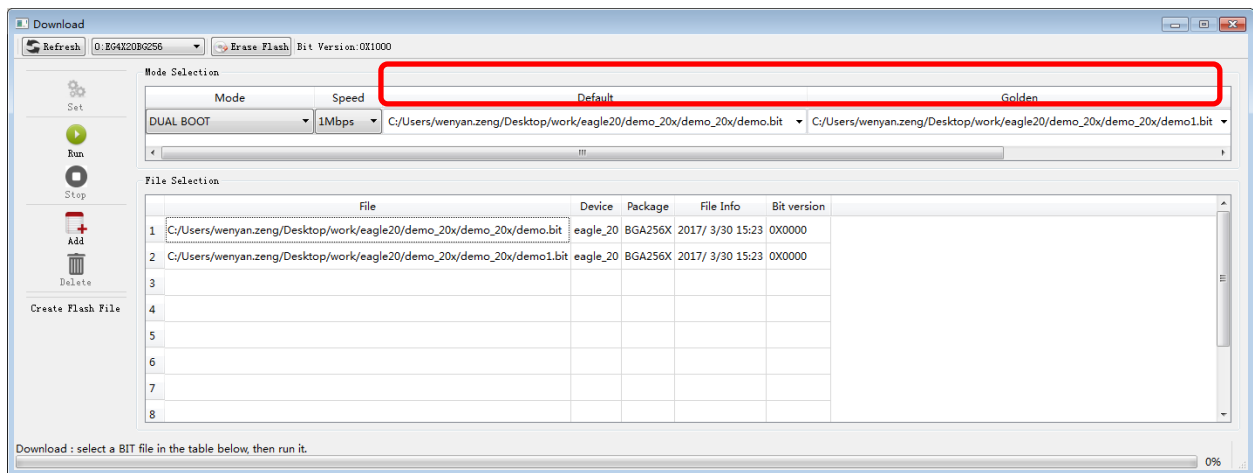 Download
Refresh 0:EG4X20BG256 Erase Flash Bit Version:0X1000
Set
Run
Stop
Add
Delete
Create Flash File
Mode Selection
Mode Speed Default Golden
DUAL BOOT 1Mbps C:/Users/wenyan.zeng/Desktop/work/eagle20/demo_20x/demo_20x/demo.bit C:/Users/wenyan.zeng/Desktop/work/eagle20/demo_20x/demo_20x/demo1.bit
File Selection
File Device Package File Info Bit version
1 C:/Users/wenyan.zeng/Desktop/work/eagle20/demo_20x/demo_20x/demo.bit eagle_20 BGA256X 2017/ 3/30 15:23 0X0000
2 C:/Users/wenyan.zeng/Desktop/work/eagle20/demo_20x/demo_20x/demo1.bit eagle_20 BGA256X 2017/ 3/30 15:23 0X0000
3
4
5
6
7
8
Download : select a BIT file in the table below, then run it.
0%